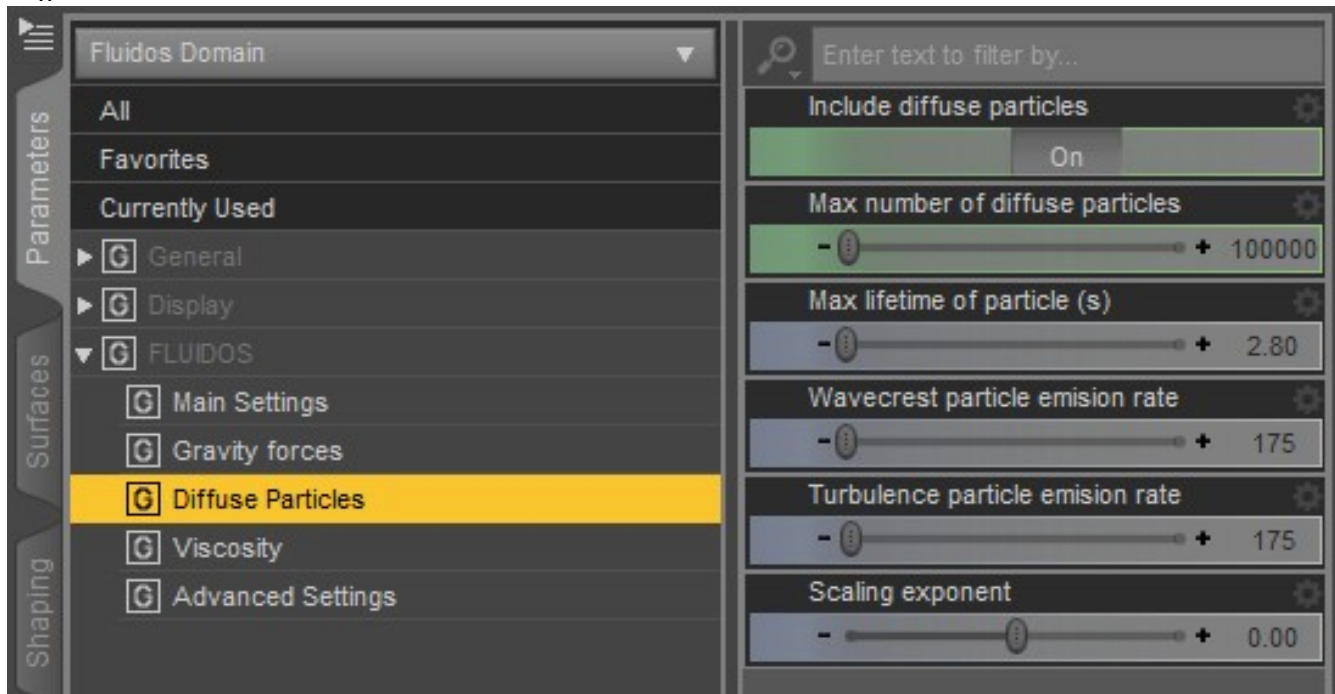 Parameters
Surfaces
Shaping
Fluidos Domain
All
Favorites
Currently Used
G General
G Display
G FLUIDOS
G Main Settings
G Gravity forces
G Diffuse Particles
G Viscosity
G Advanced Settings
Enter text to filter by...
Include diffuse particles
On
Max number of diffuse particles
- + 100000
Max lifetime of particle (s)
- + 2.80
Wavecrest particle emision rate
- + 175
Turbulence particle emision rate
- + 175
Scaling exponent
- + 0.00